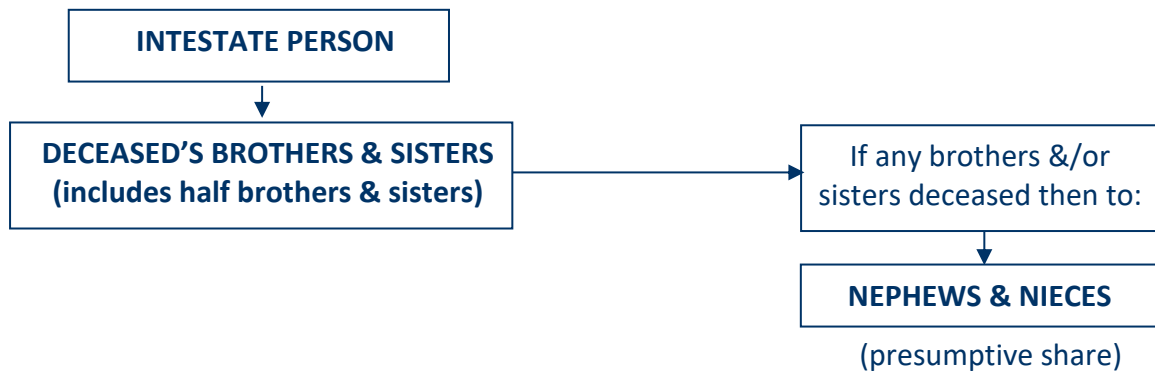 INTESTATE PERSON
DECEASED’S BROTHERS & SISTERS
(includes half brothers & sisters)
If any brothers &/or
sisters deceased then to:
NEPHEWS & NIECES
(presumptive share)